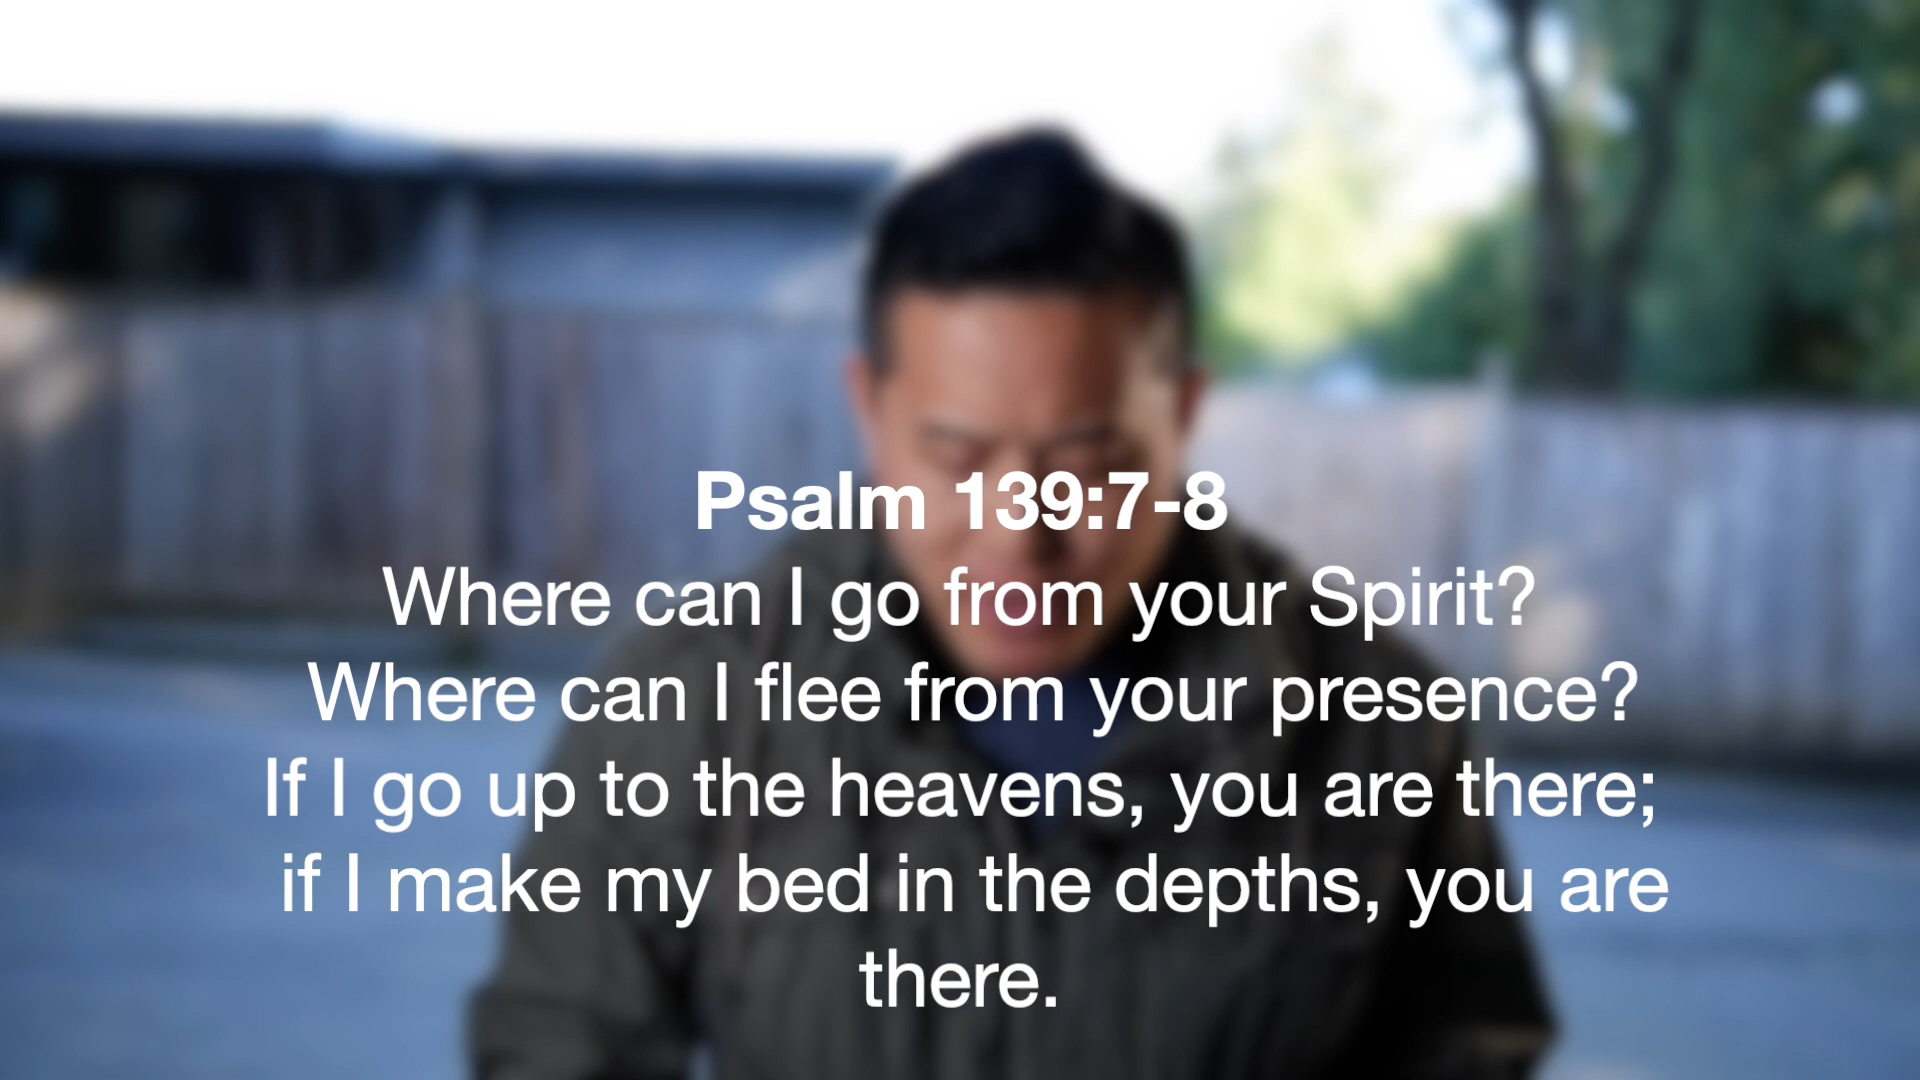 Psalm 139:7-8
Where can I go from your Spirit?
Where can I flee from your presence?
If I go up to the heavens, you are there;
if I make my bed in the depths, you are
there.